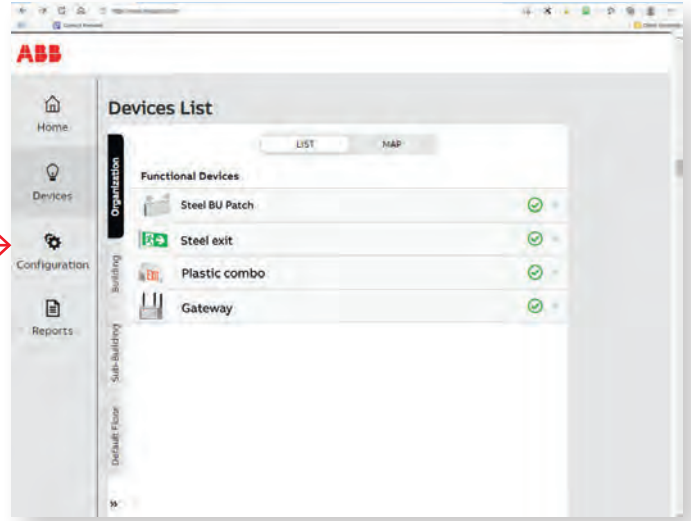 ABB
Home
Devices
Configuration
Reports
Devices List
LIST MAP
Organization
Building
Sub-Building
Default Floor
Functional Devices
Steel BU Patch
Steel exit
Plastic combo
Gateway
»